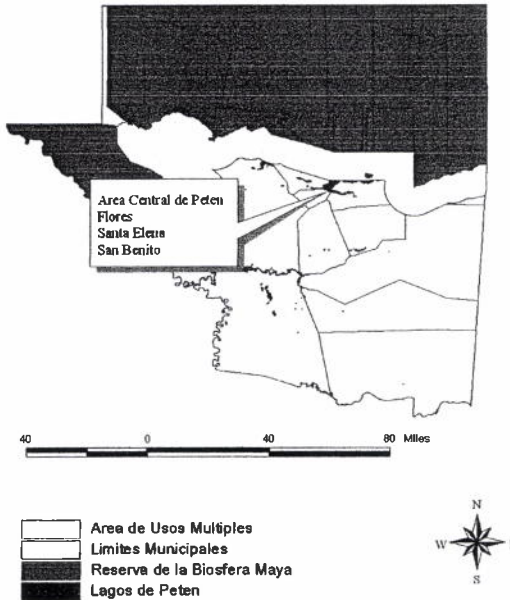 Area Central de Peten
Flores
Santa Elena
San Benito
40 0 40 80 Miles
Area de Usos Multiples
Limites Municipales
Reserva de la Biosfera Maya
Lagos de Peten
N
W
S